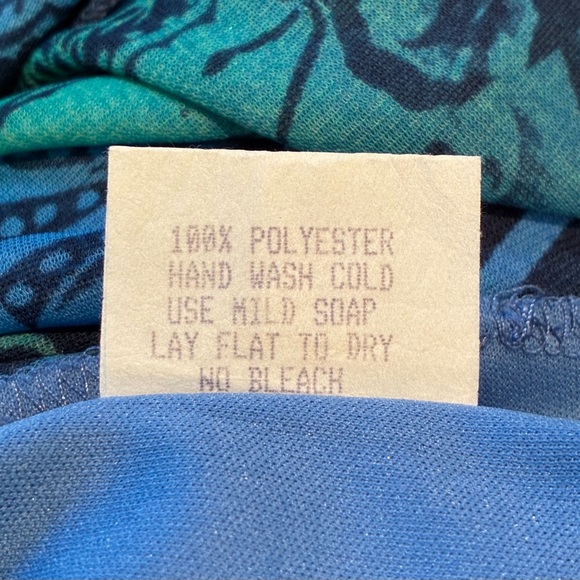 100% POLYESTER
HAND WASH COLD
USE MILD SOAP
LAY FLAT TO DRY
NO BLEACH